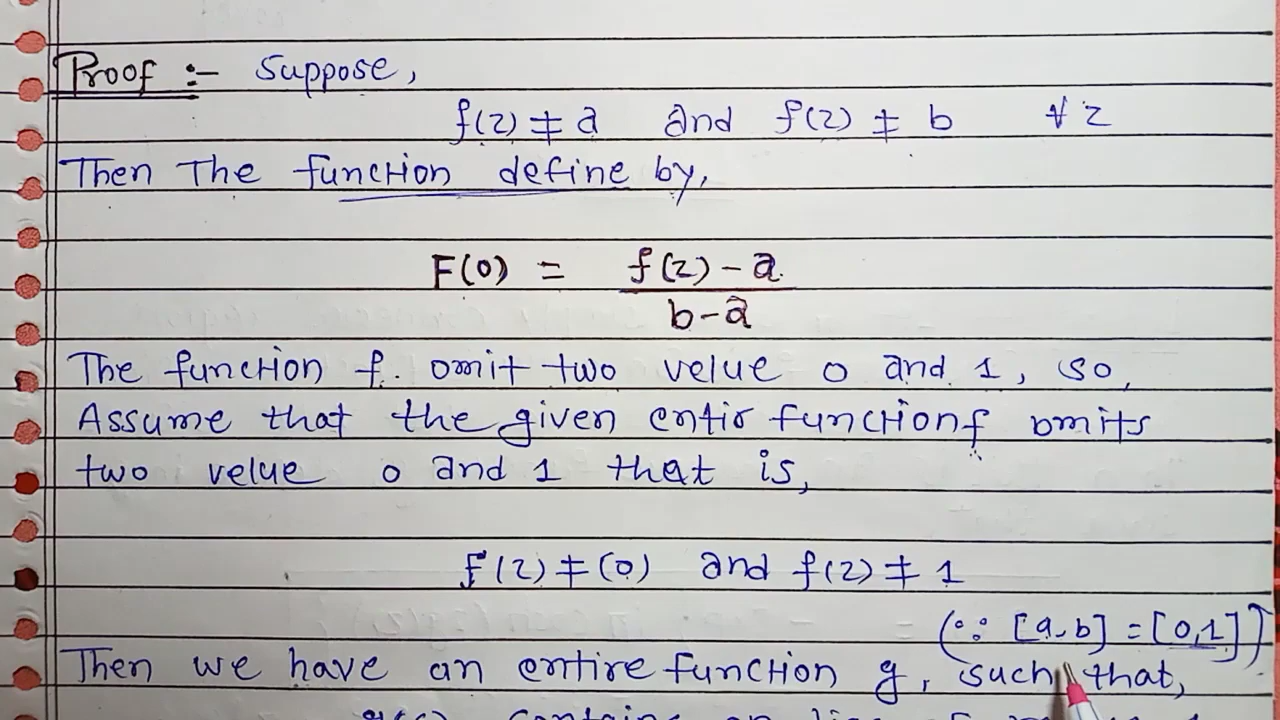 Proof :- Suppose,
f(z) ≠ a and f(z) ≠ b ∀ z
Then The function define by,
F(0) = f(z) - a
b - a
The function f. omit two velue 0 and 1, so,
Assume that the given entir function f omits
two velue 0 and 1 that is,
f(z) ≠ (0) and f(z) ≠ 1
(∵ [a,b] = [0,1])
Then we have an entire function g, such that,